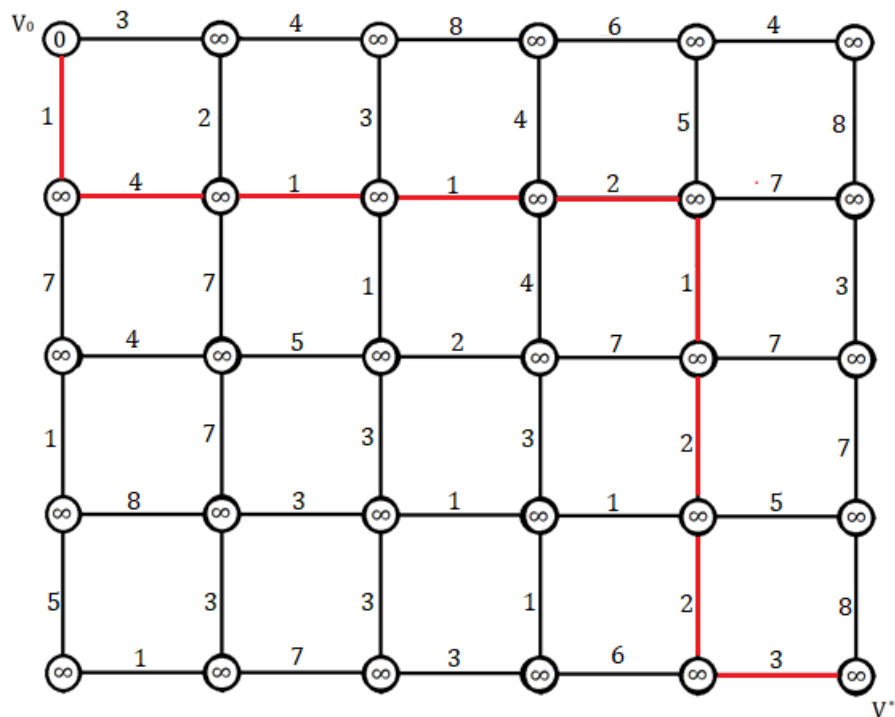 V₀ 3 4 8 6 4
0 ∞ ∞ ∞ ∞ ∞
1 2 3 4 5 8
4 1 1 2 7
∞ ∞ ∞ ∞ ∞ ∞
7 7 1 4 1 3
4 5 2 7 7
∞ ∞ ∞ ∞ ∞ ∞
1 7 3 3 2 7
8 3 1 1 5
∞ ∞ ∞ ∞ ∞ ∞
5 3 3 1 2 8
1 7 3 6 3
∞ ∞ ∞ ∞ ∞ ∞
V*